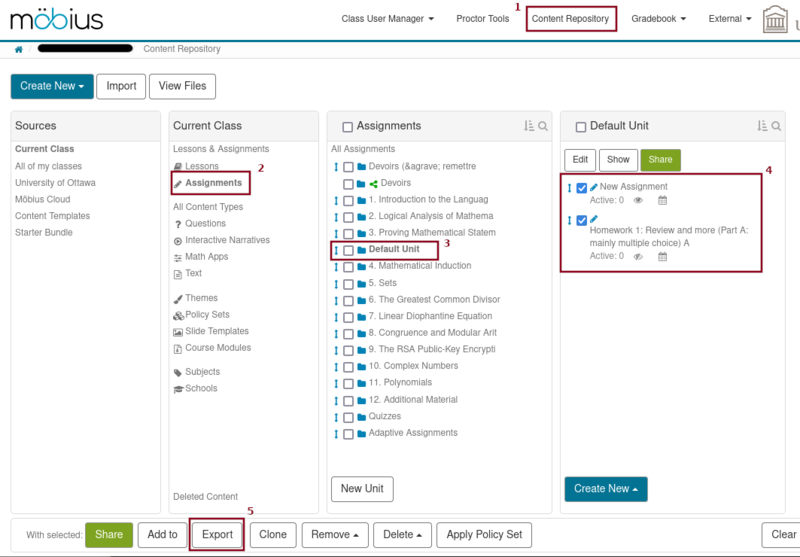 möbius
Class User Manager
Proctor Tools
1
Content Repository
Gradebook
External
/
Content Repository
Create New
Import
View Files
Sources
Current Class
All of my classes
University of Ottawa
Möbius Cloud
Content Templates
Starter Bundle
Current Class
Lessons & Assignments
Lessons
2
Assignments
All Content Types
Questions
Interactive Narratives
Math Apps
Text
Themes
Policy Sets
Slide Templates
Course Modules
Subjects
Schools
Deleted Content
Assignments
All Assignments
Devoirs (&agrave; remettre
Devoirs
1. Introduction to the Languag
2. Logical Analysis of Mathema
3. Proving Mathematical Statem
Default Unit
3
4. Mathematical Induction
5. Sets
6. The Greatest Common Divisor
7. Linear Diophantine Equation
8. Congruence and Modular Arit
9. The RSA Public-Key Encrypti
10. Complex Numbers
11. Polynomials
12. Additional Material
Quizzes
Adaptive Assignments
New Unit
Default Unit
Edit
Show
Share
4
New Assignment
Active: 0
Homework 1: Review and more (Part A:
mainly multiple choice) A
Active: 0
Create New
5
With selected:
Share
Add to
Export
Clone
Remove
Delete
Apply Policy Set
Clear